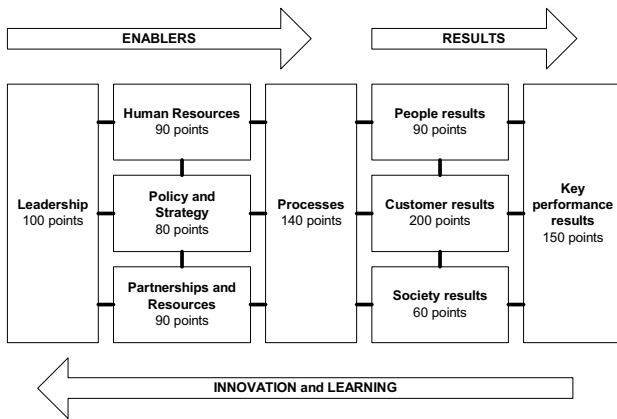 ENABLERS
RESULTS
Human Resources
90 points
People results
90 points
Leadership
100 points
Policy and
Strategy
80 points
Processes
140 points
Customer results
200 points
Key
performance
results
150 points
Partnerships and
Resources
90 points
Society results
60 points
INNOVATION and LEARNING